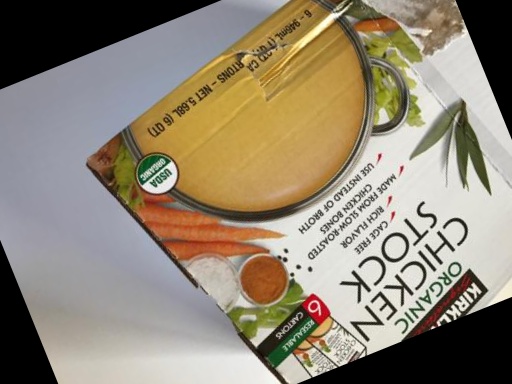 KIRKL
ORGANIC
CHICKEN
STOCK
CAGE FREE
RICH FLAVOR
MADE FROM SLOW-ROASTED
CHICKEN BONES
USE INSTEAD OF BROTH
6
CARTONS
RESEALABLE
USDA
ORGANIC
6 - 946mL (1 QT) CARTONS - NET 5.68L (6 QT)